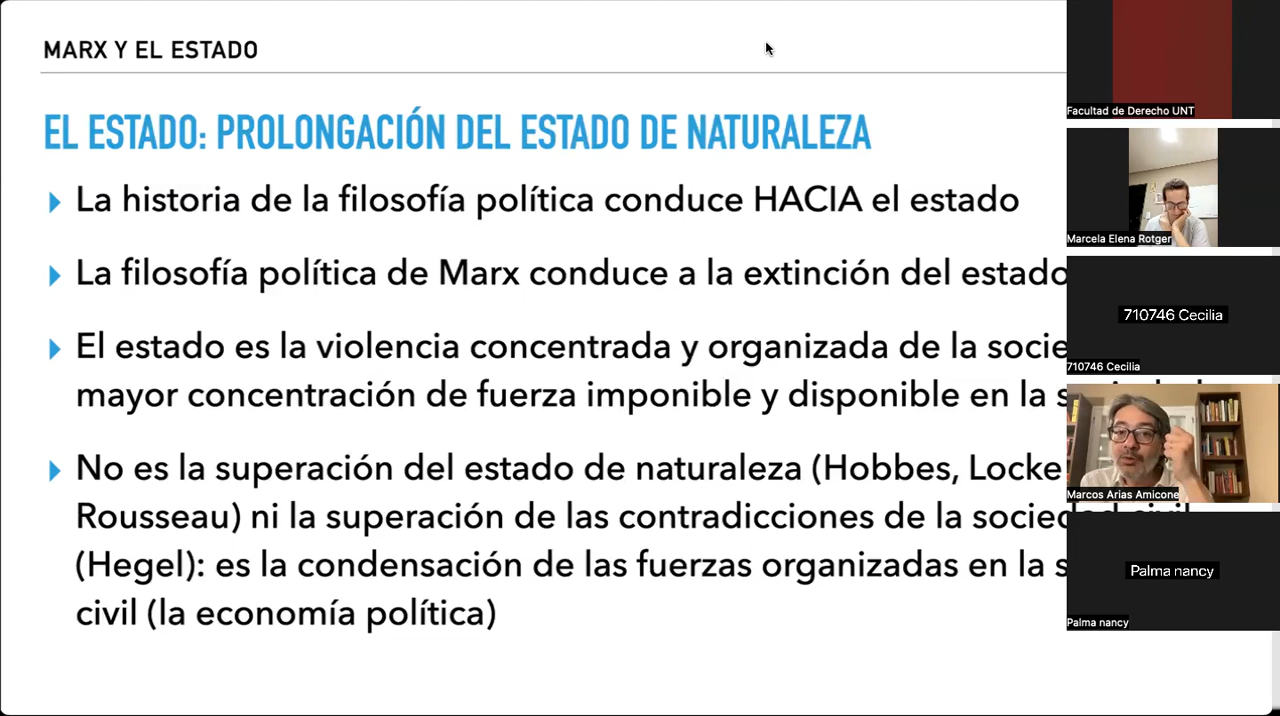 MARX Y EL ESTADO
EL ESTADO: PROLONGACIÓN DEL ESTADO DE NATURALEZA
La historia de la filosofía política conduce HACIA el estado
La filosofía política de Marx conduce a la extinción del estado
El estado es la violencia concentrada y organizada de la socie
mayor concentración de fuerza imponible y disponible en la s
No es la superación del estado de naturaleza (Hobbes, Locke
Rousseau) ni la superación de las contradicciones de la sociedad civil
(Hegel): es la condensación de las fuerzas organizadas en la s
civil (la economía política)
Facultad de Derecho UNT
Marcela Elena Rotger
710746 Cecilia
710746 Cecilia
Marcos Arias Amicone
Palma nancy
Palma nancy